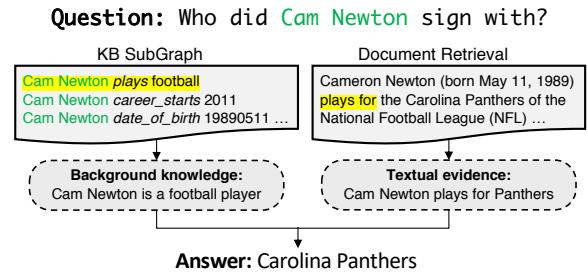 Question: Who did Cam Newton sign with?
KB SubGraph
Cam Newton plays football
Cam Newton career_starts 2011
Cam Newton date_of_birth 19890511 ...
Document Retrieval
Cameron Newton (born May 11, 1989)
plays for the Carolina Panthers of the
National Football League (NFL) ...
Background knowledge:
Cam Newton is a football player
Textual evidence:
Cam Newton plays for Panthers
Answer: Carolina Panthers